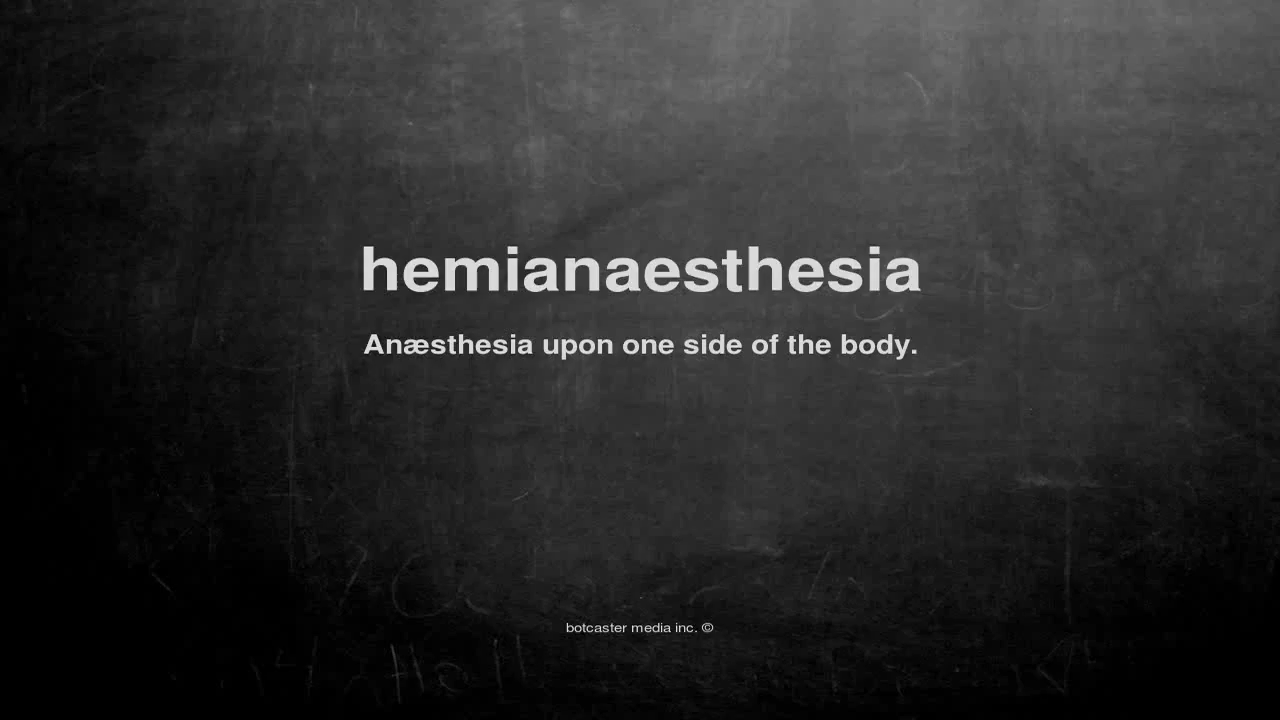 hemianaesthesia
Anæsthesia upon one side of the body.
botcaster media inc. ©